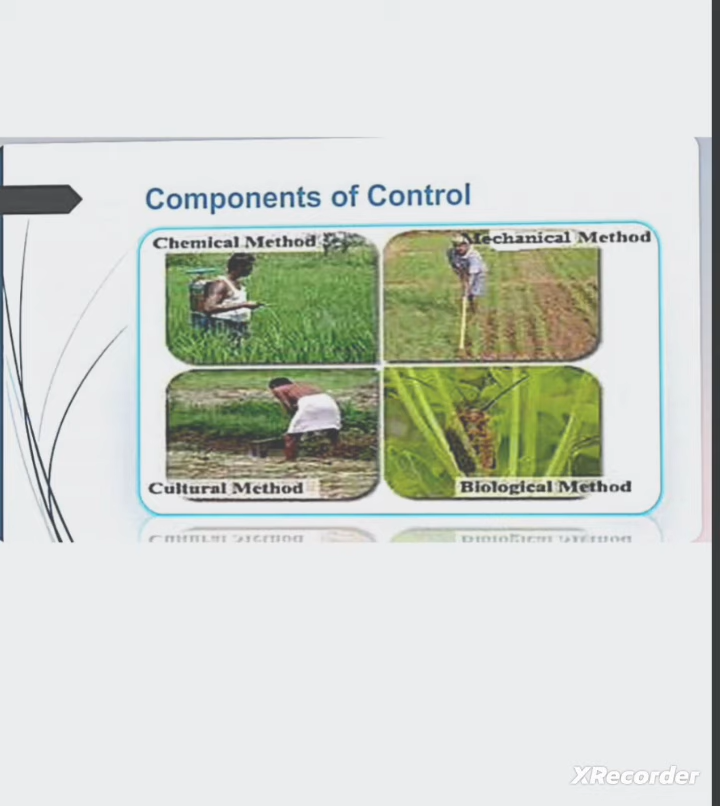 Components of Control
Chemical Method
Mechanical Method
Cultural Method
Biological Method
XRecorder